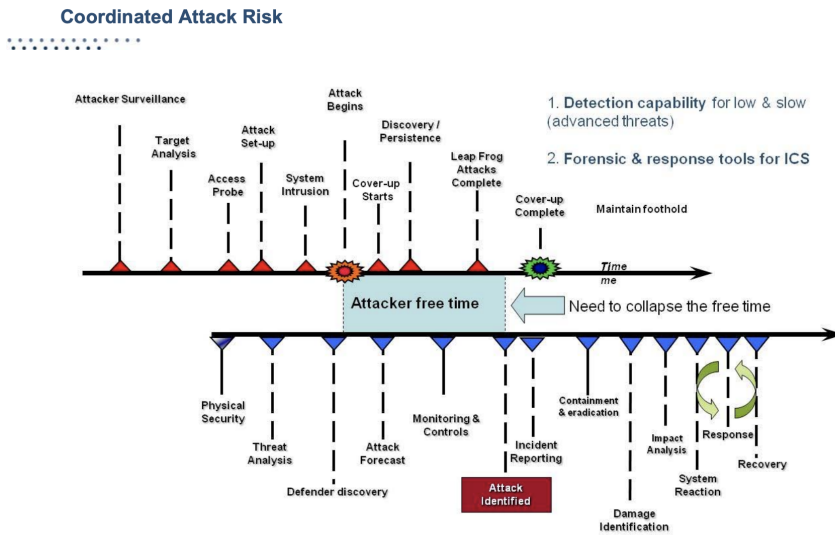 Coordinated Attack Risk
Attacker Surveillance
Target
Analysis
Access
Probe
Attack
Set-up
System
Intrusion
Attack
Begins
Cover-up
Starts
Discovery /
Persistence
Leap Frog
Attacks
Complete
Cover-up
Complete
Maintain foothold
1. Detection capability for low & slow
(advanced threats)
2. Forensic & response tools for ICS
Time
me
Attacker free time
Need to collapse the free time
Physical
Security
Threat
Analysis
Defender discovery
Attack
Forecast
Monitoring &
Controls
Attack
Identified
Incident
Reporting
Containment
& eradication
Damage
Identification
Impact
Analysis
System
Reaction
Response
Recovery